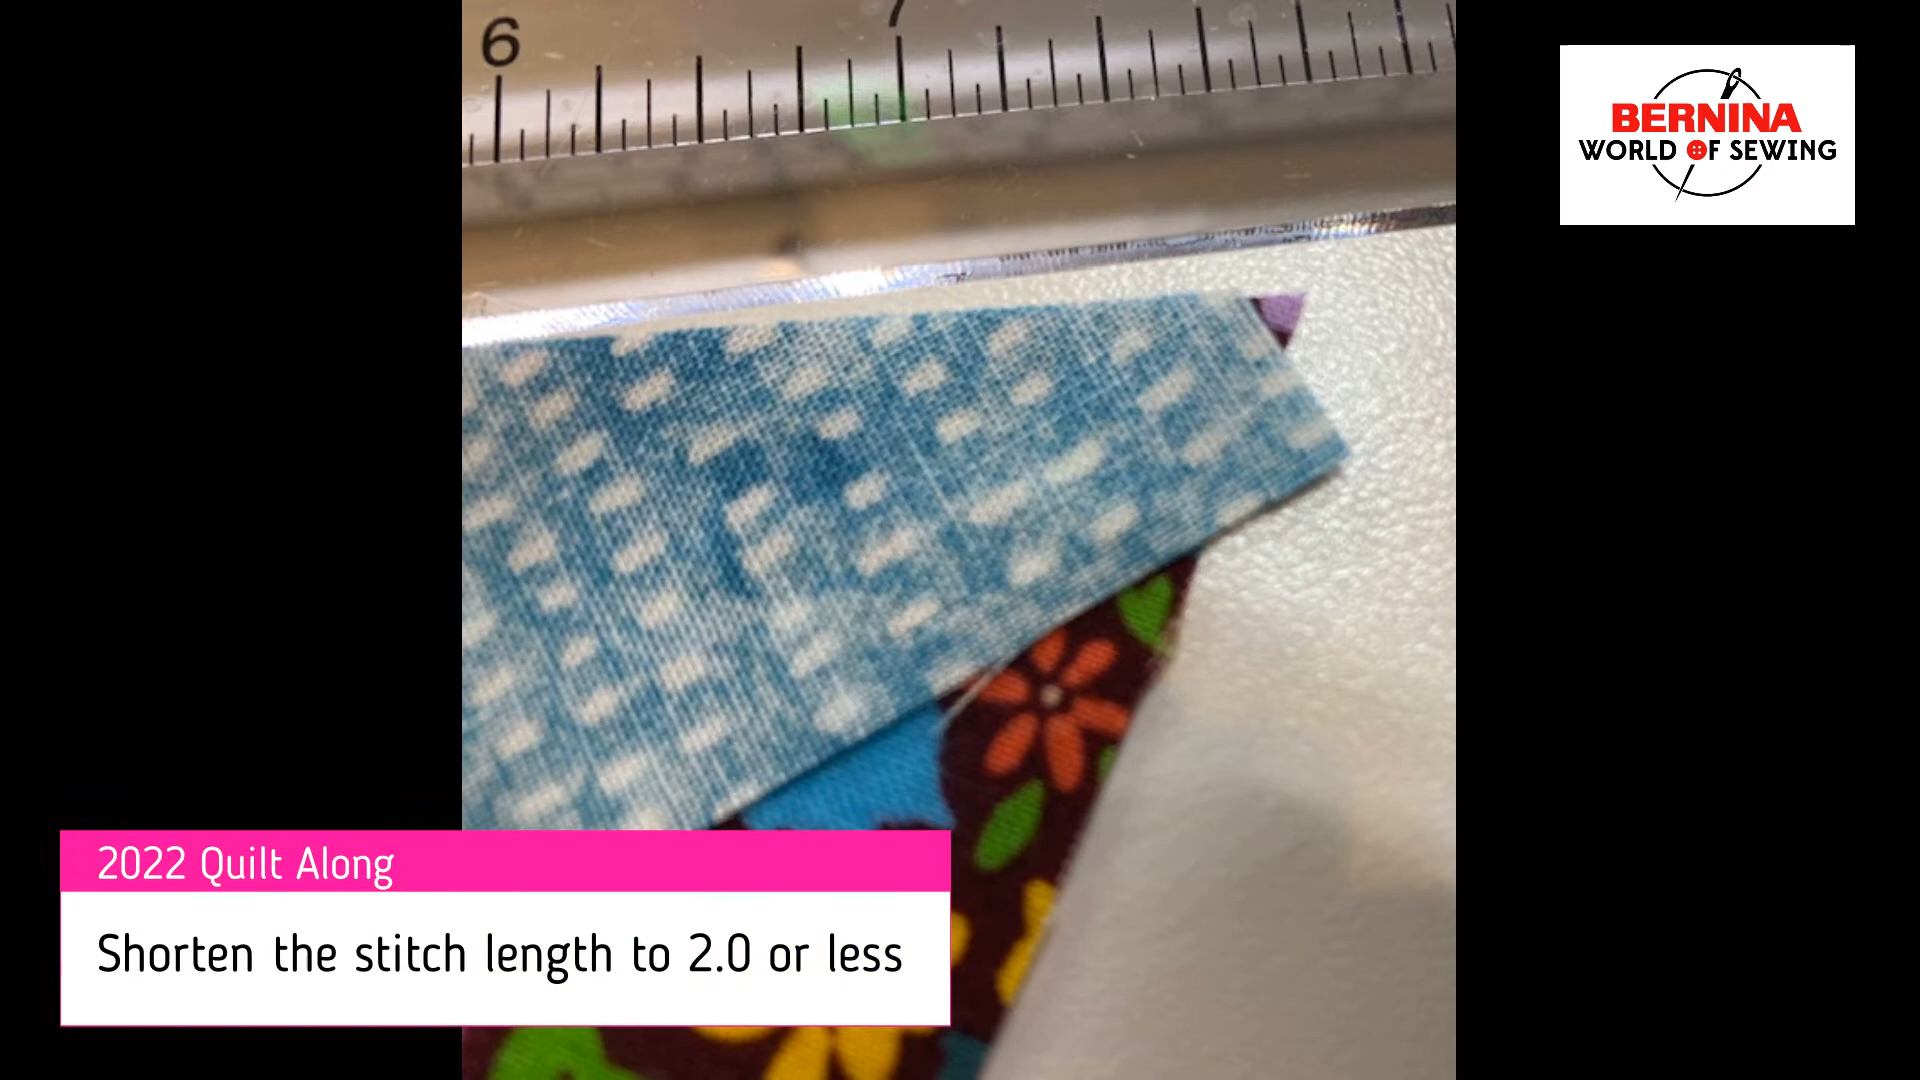 6 7
BERNINA
WORLD OF SEWING
2022 Quilt Along
Shorten the stitch length to 2.0 or less